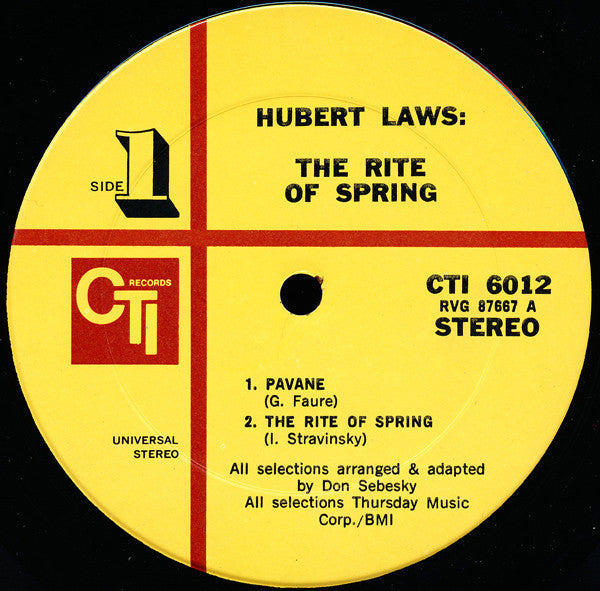 HUBERT LAWS:
THE RITE
OF SPRING
SIDE 1
CTI RECORDS
CTI 6012
RVG 87667 A
STEREO
1. PAVANE
(G. Faure)
2. THE RITE OF SPRING
(I. Stravinsky)
UNIVERSAL
STEREO
All selections arranged & adapted
by Don Sebesky
All selections Thursday Music
Corp./BMI